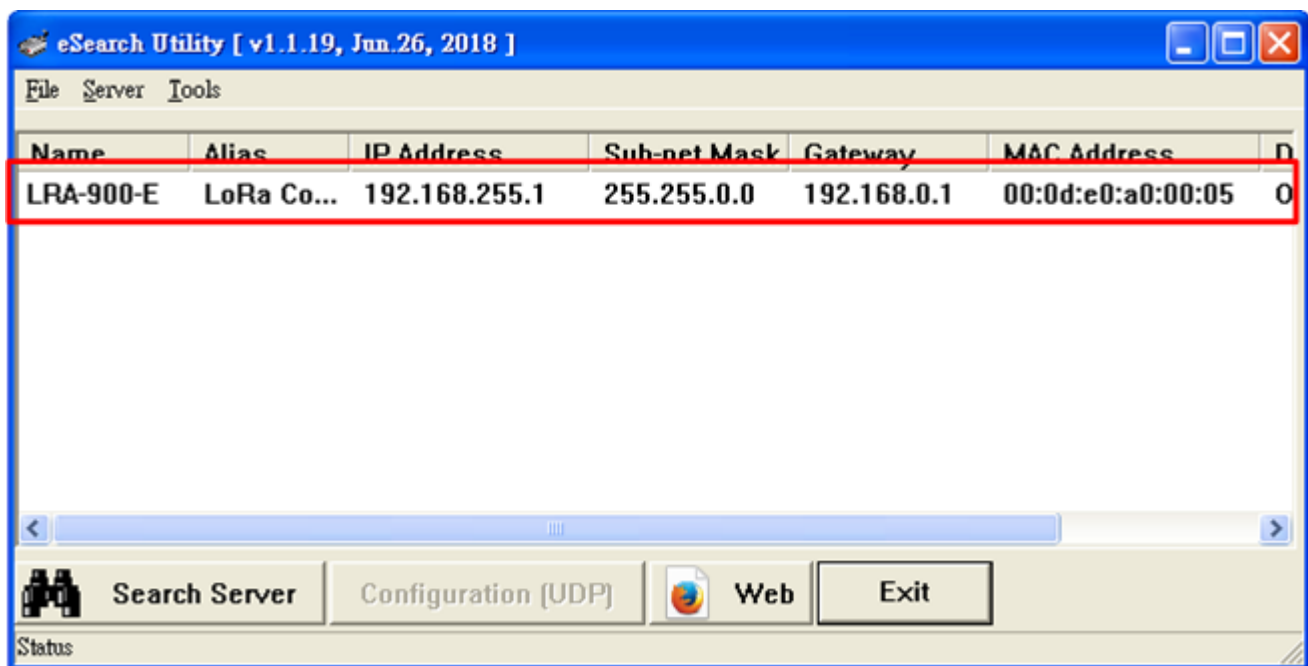 eSearch Utility [ v1.1.19, Jun.26, 2018 ]
File Server Tools
Name Alias IP Address Sub-net Mask Gateway MAC Address D
LRA-900-E LoRa Co... 192.168.255.1 255.255.0.0 192.168.0.1 00:0d:e0:a0:00:05 O
Search Server Configuration (UDP) Web Exit
Status